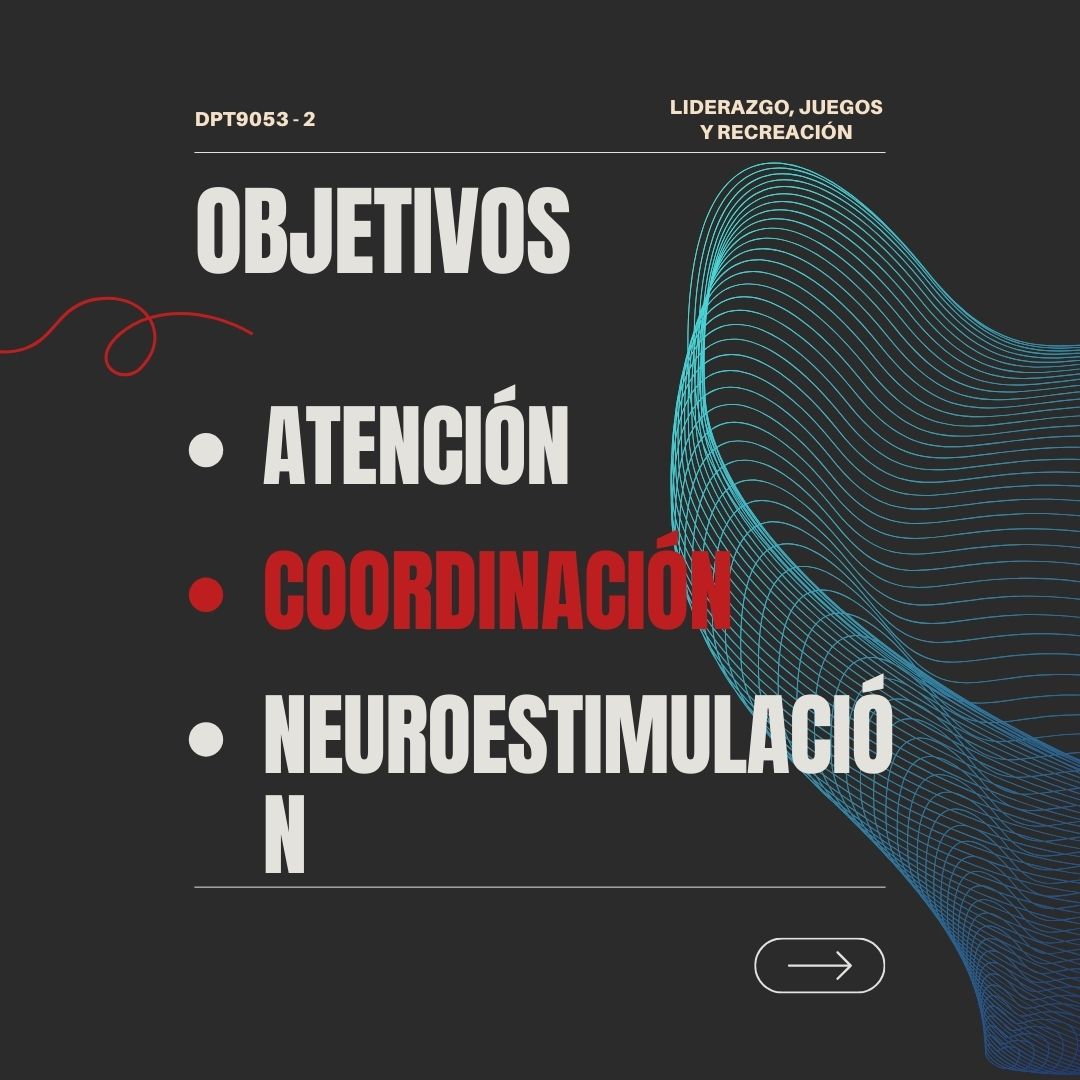 DPT9053 - 2
LIDERAZGO, JUEGOS
Y RECREACIÓN
OBJETIVOS
• ATENCIÓN
• COORDINACIÓN
• NEUROESTIMULACIÓ
N